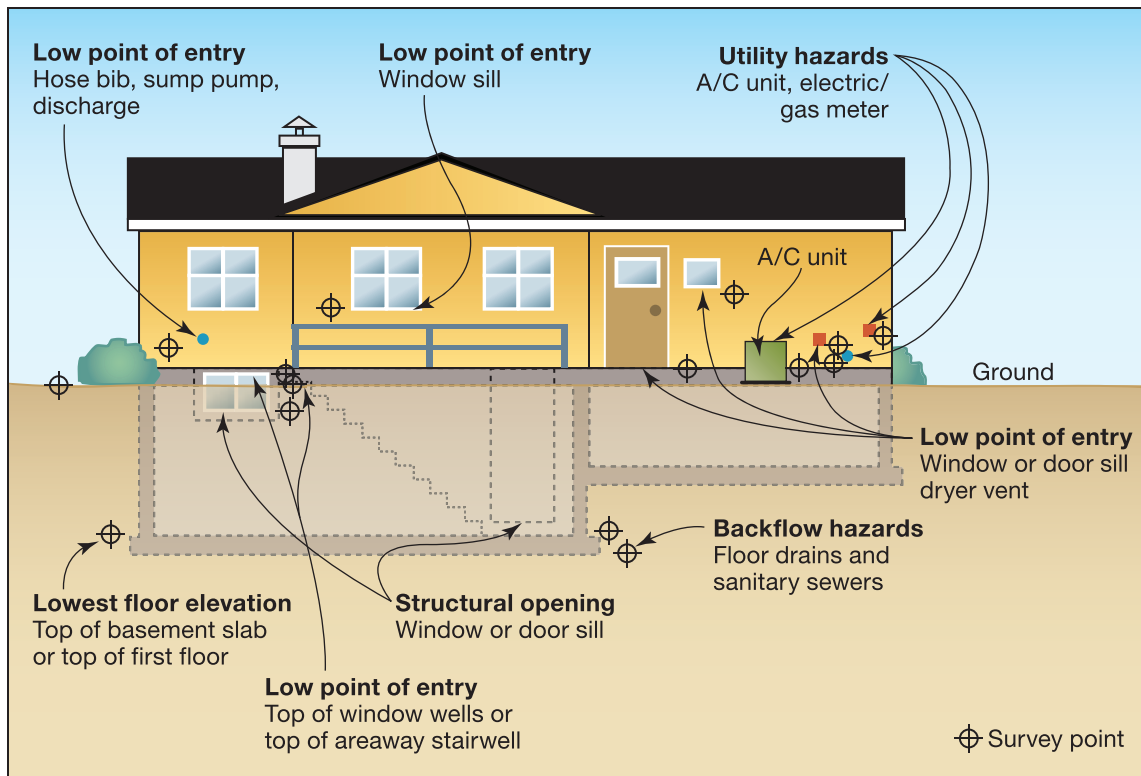 Low point of entry
Hose bib, sump pump,
discharge
Low point of entry
Window sill
Utility hazards
A/C unit, electric/
gas meter
A/C unit
Ground
Low point of entry
Window or door sill
dryer vent
Backflow hazards
Floor drains and
sanitary sewers
Lowest floor elevation
Top of basement slab
or top of first floor
Structural opening
Window or door sill
Low point of entry
Top of window wells or
top of areaway stairwell
Survey point